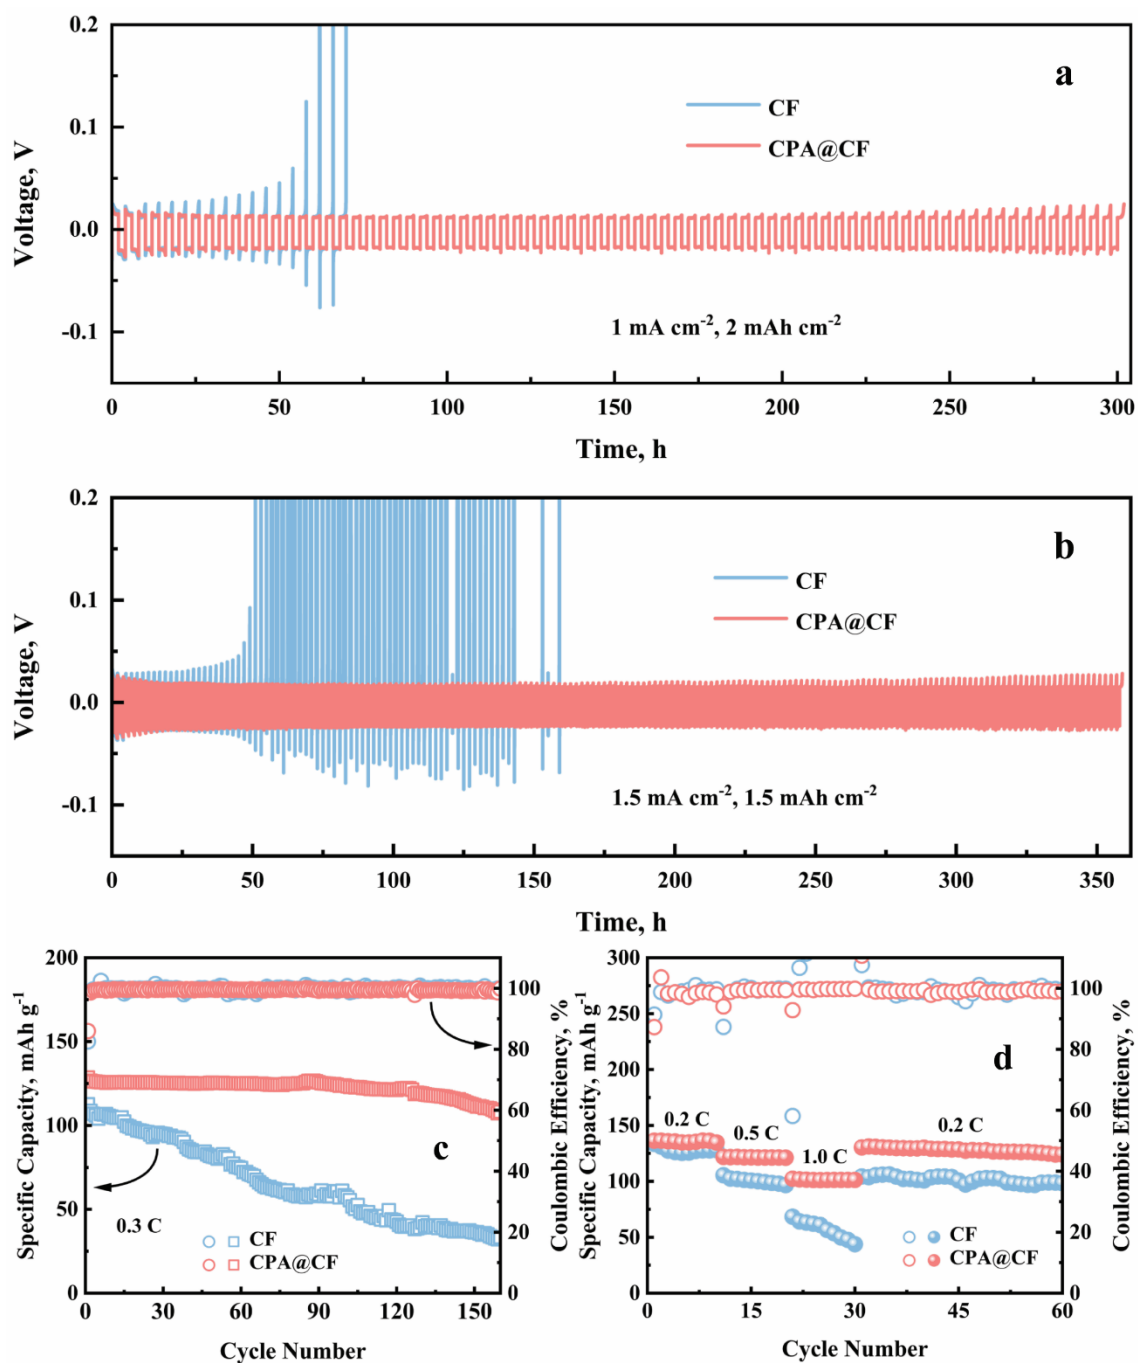 0.2
a
CF
0.1
CPA@CF
0.0
-0.1
1 mA cm-2, 2 mAh cm-2
Voltage, V
0 50 100 150 200 250 300
Time, h
0.2
b
CF
0.1
CPA@CF
0.0
-0.1
1.5 mA cm-2, 1.5 mAh cm-2
Voltage, V
0 50 100 150 200 250 300 350
Time, h
200
150
100
50
0
Specific Capacity, mAh g-1
100
80
60
40
20
0
Coulombic Efficiency, %
c
0.3 C
CF
CPA@CF
0 30 60 90 120 150
Cycle Number
300
250
200
150
100
50
0
Specific Capacity, mAh g-1
100
80
60
40
20
0
Coulombic Efficiency, %
d
0.2 C
0.5 C
1.0 C
0.2 C
CF
CPA@CF
0 15 30 45 60
Cycle Number